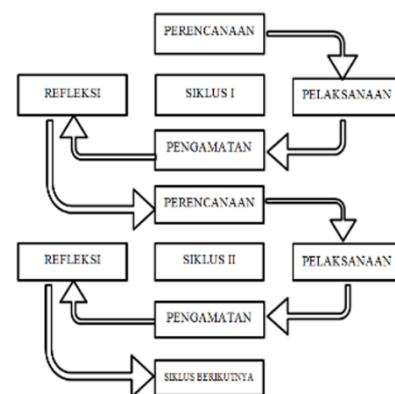 PERENCANAAN
REFLEKSI
SIKLUS I
PELAKSANAAN
PENGAMATAN
PERENCANAAN
REFLEKSI
SIKLUS II
PELAKSANAAN
PENGAMATAN
SIKLUS BERIKUTNYA